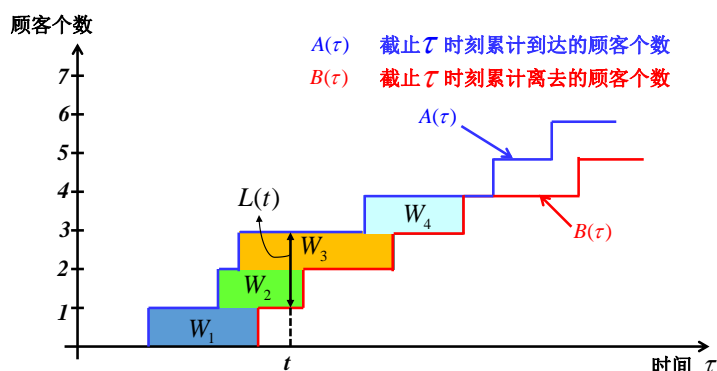 顾客个数
A(τ) 截止τ时刻累计到达的顾客个数
B(τ) 截止τ时刻累计离去的顾客个数
7
6
A(τ)
5
4
L(t)
W₄
3
B(τ)
W₃
2
W₂
1
W₁
t
时间 τ